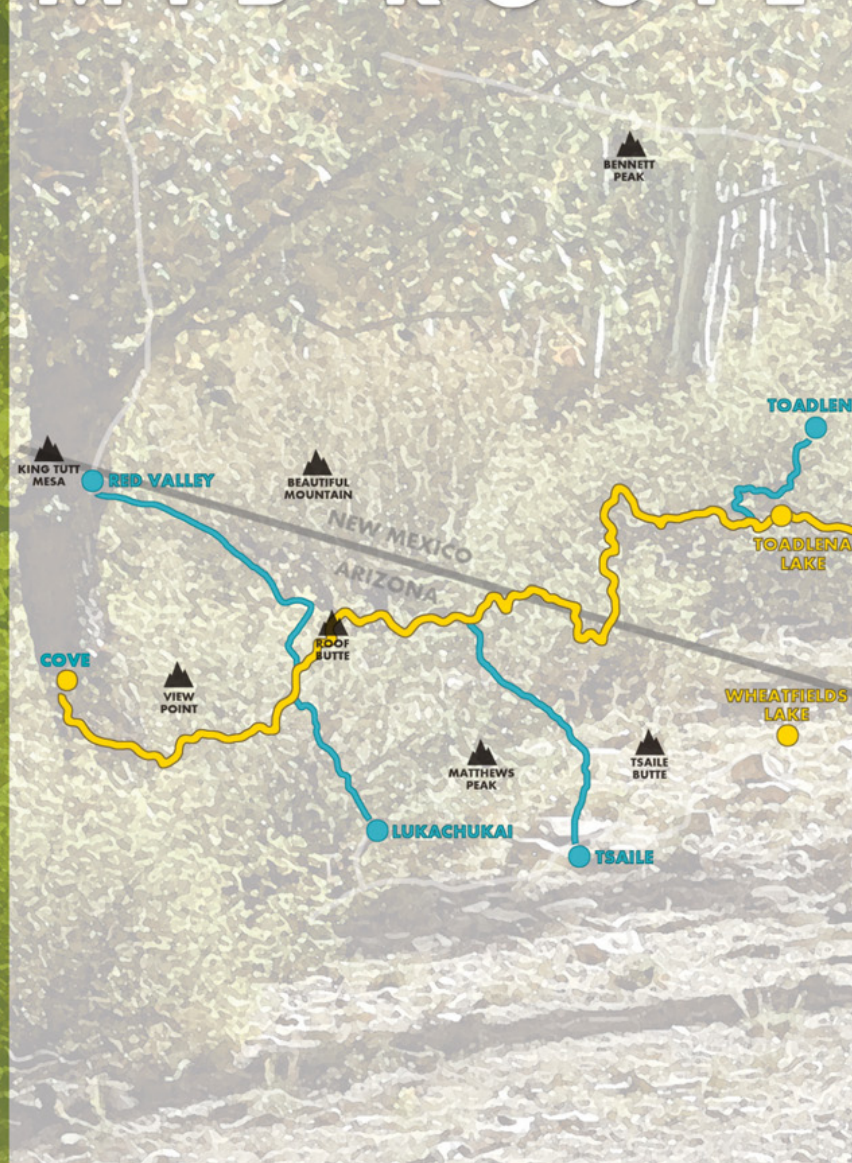 BENNETT
PEAK
TOADLEN
KING TUTT
MESA
RED VALLEY
BEAUTIFUL
MOUNTAIN
NEW MEXICO
ARIZONA
TOADLENA
LAKE
ROOF
BUTTE
COVE
VIEW
POINT
WHEATFIELDS
LAKE
MATTHEWS
PEAK
TSAILE
BUTTE
LUKACHUKAI
TSAILE